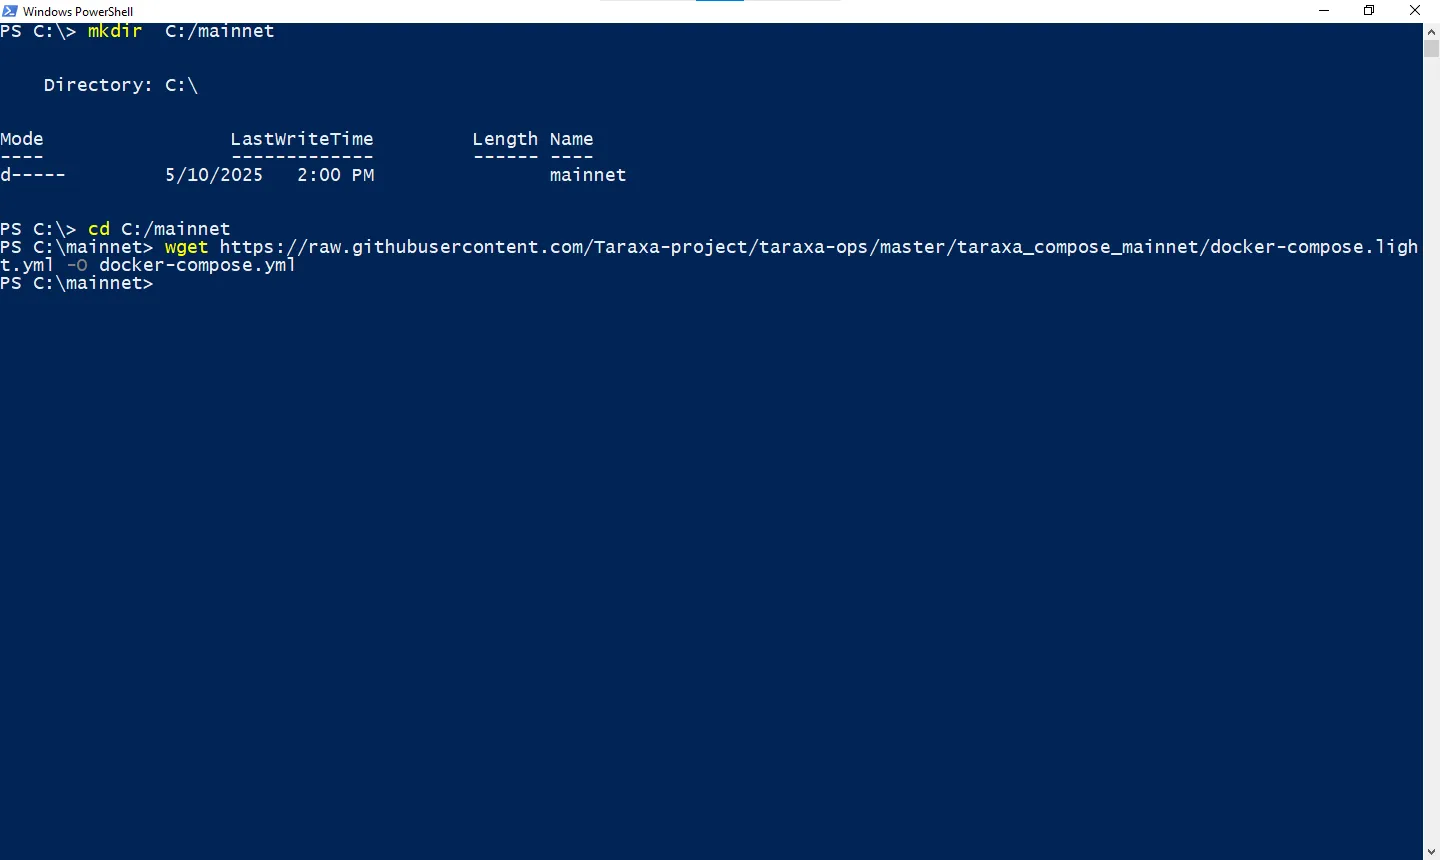 Windows PowerShell
PS C:\> mkdir  C:/mainnet
Directory: C:\
Mode                 LastWriteTime         Length Name
----                 -------------         ------ ----
d-----         5/10/2025   2:00 PM                mainnet
PS C:\> cd C:/mainnet
PS C:\mainnet> wget https://raw.githubusercontent.com/Taraxa-project/taraxa-ops/master/taraxa_compose_mainnet/docker-compose.ligh
t.yml -O docker-compose.yml
PS C:\mainnet>